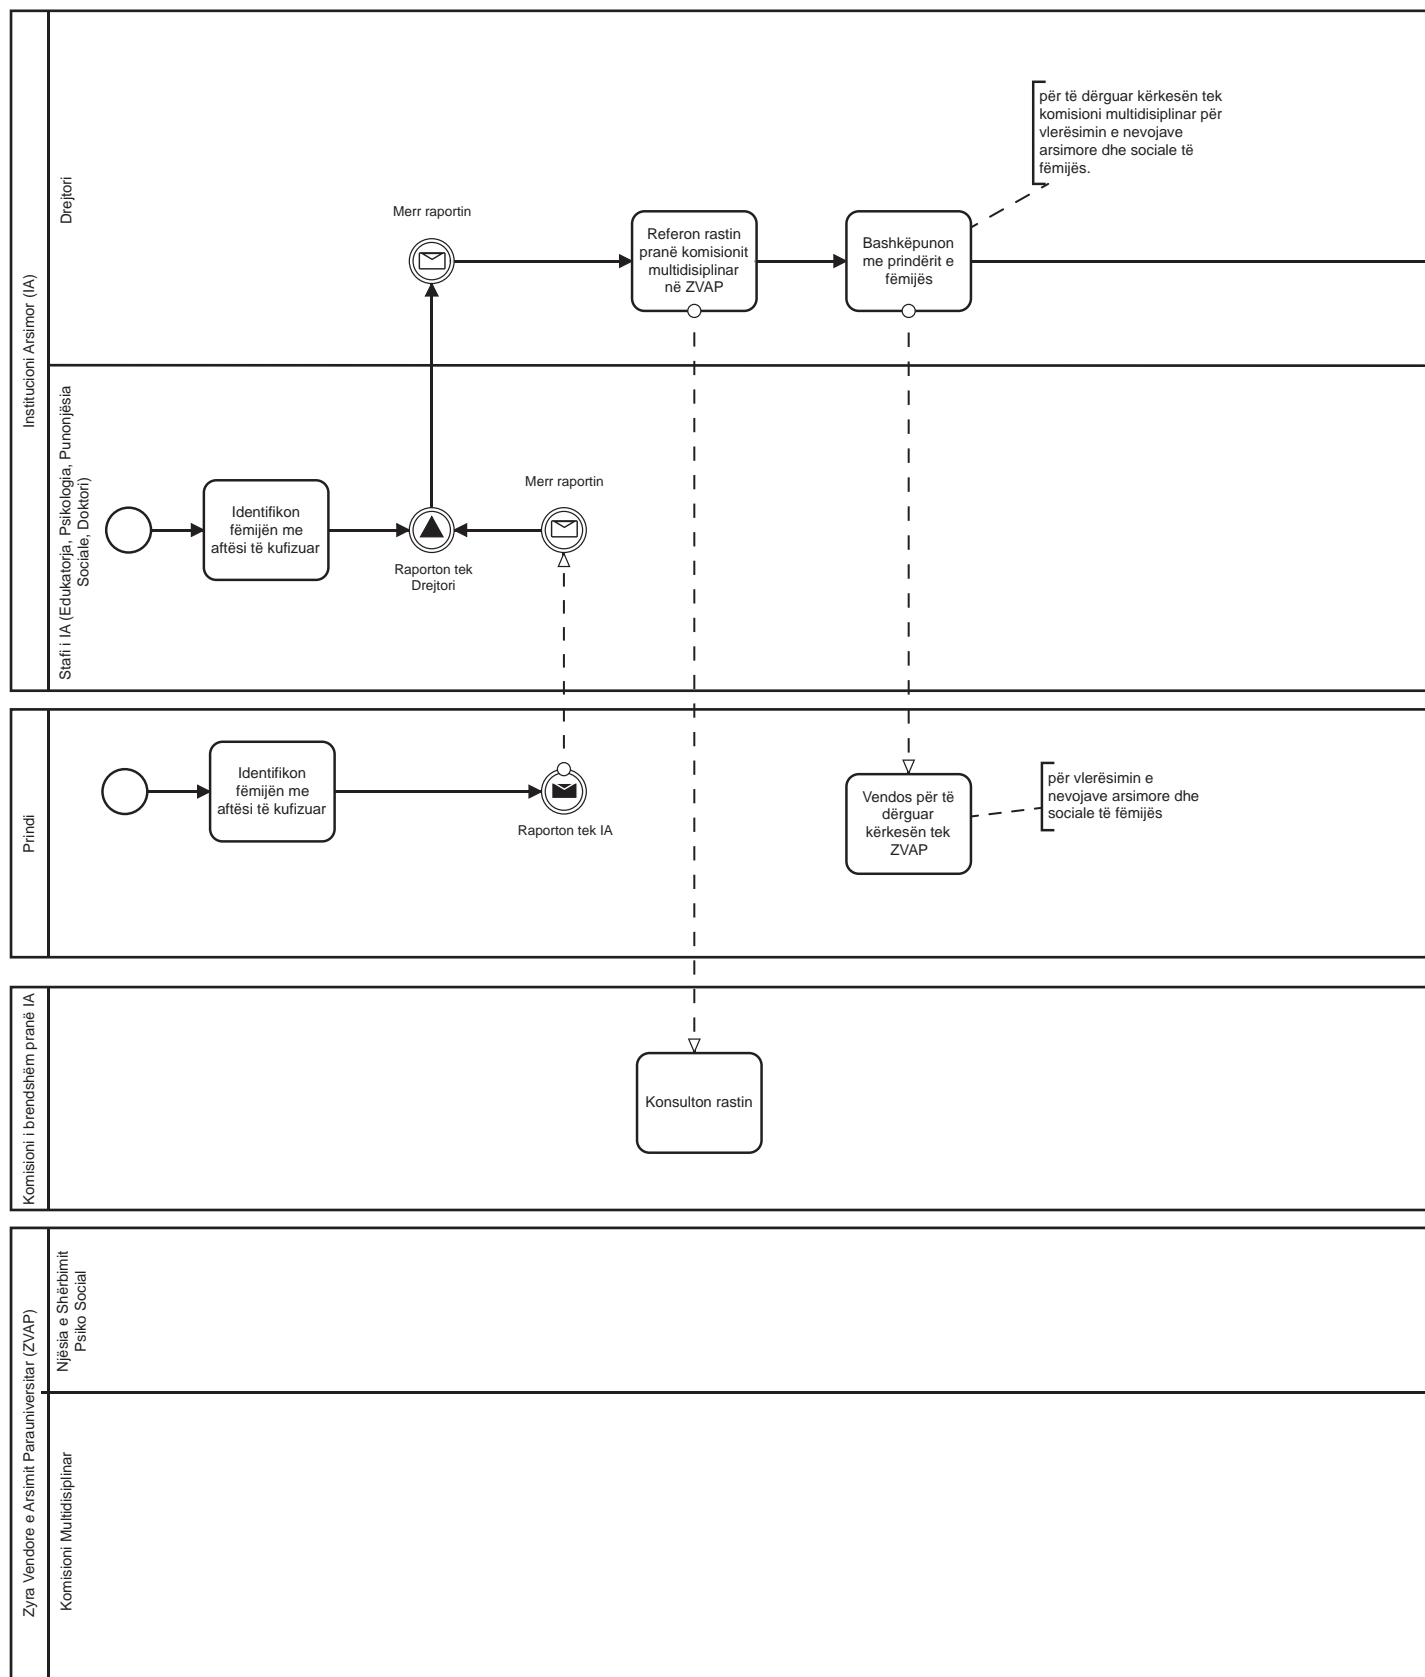 Institucioni Arsimor (IA)
Drejtori
Merr raportin
Referon rastin
pranë komisionit
multidisiplinar
në ZVAP
Bashkëpunon
me prindërit e
fëmijës
për të dërguar kërkesën tek
komisioni multidisiplinar për
vlerësimin e nevojave
arsimore dhe sociale të
fëmijës.
Stafi i IA (Edukatorja, Psikologia, Punonjësia
Sociale, Doktori)
Identifikon
fëmijën me
aftësi të kufizuar
Raporton tek
Drejtori
Merr raportin
Prindi
Identifikon
fëmijën me
aftësi të kufizuar
Raporton tek IA
Vendos për të
dërguar
kërkesën tek
ZVAP
për vlerësimin e
nevojave arsimore dhe
sociale të fëmijës
Komisioni i brendshëm pranë IA
Konsulton rastin
Zyra Vendore e Arsimit Parauniversitar (ZVAP)
Njësia e Shërbimit
Psiko Social
Komisioni Multidisiplinar